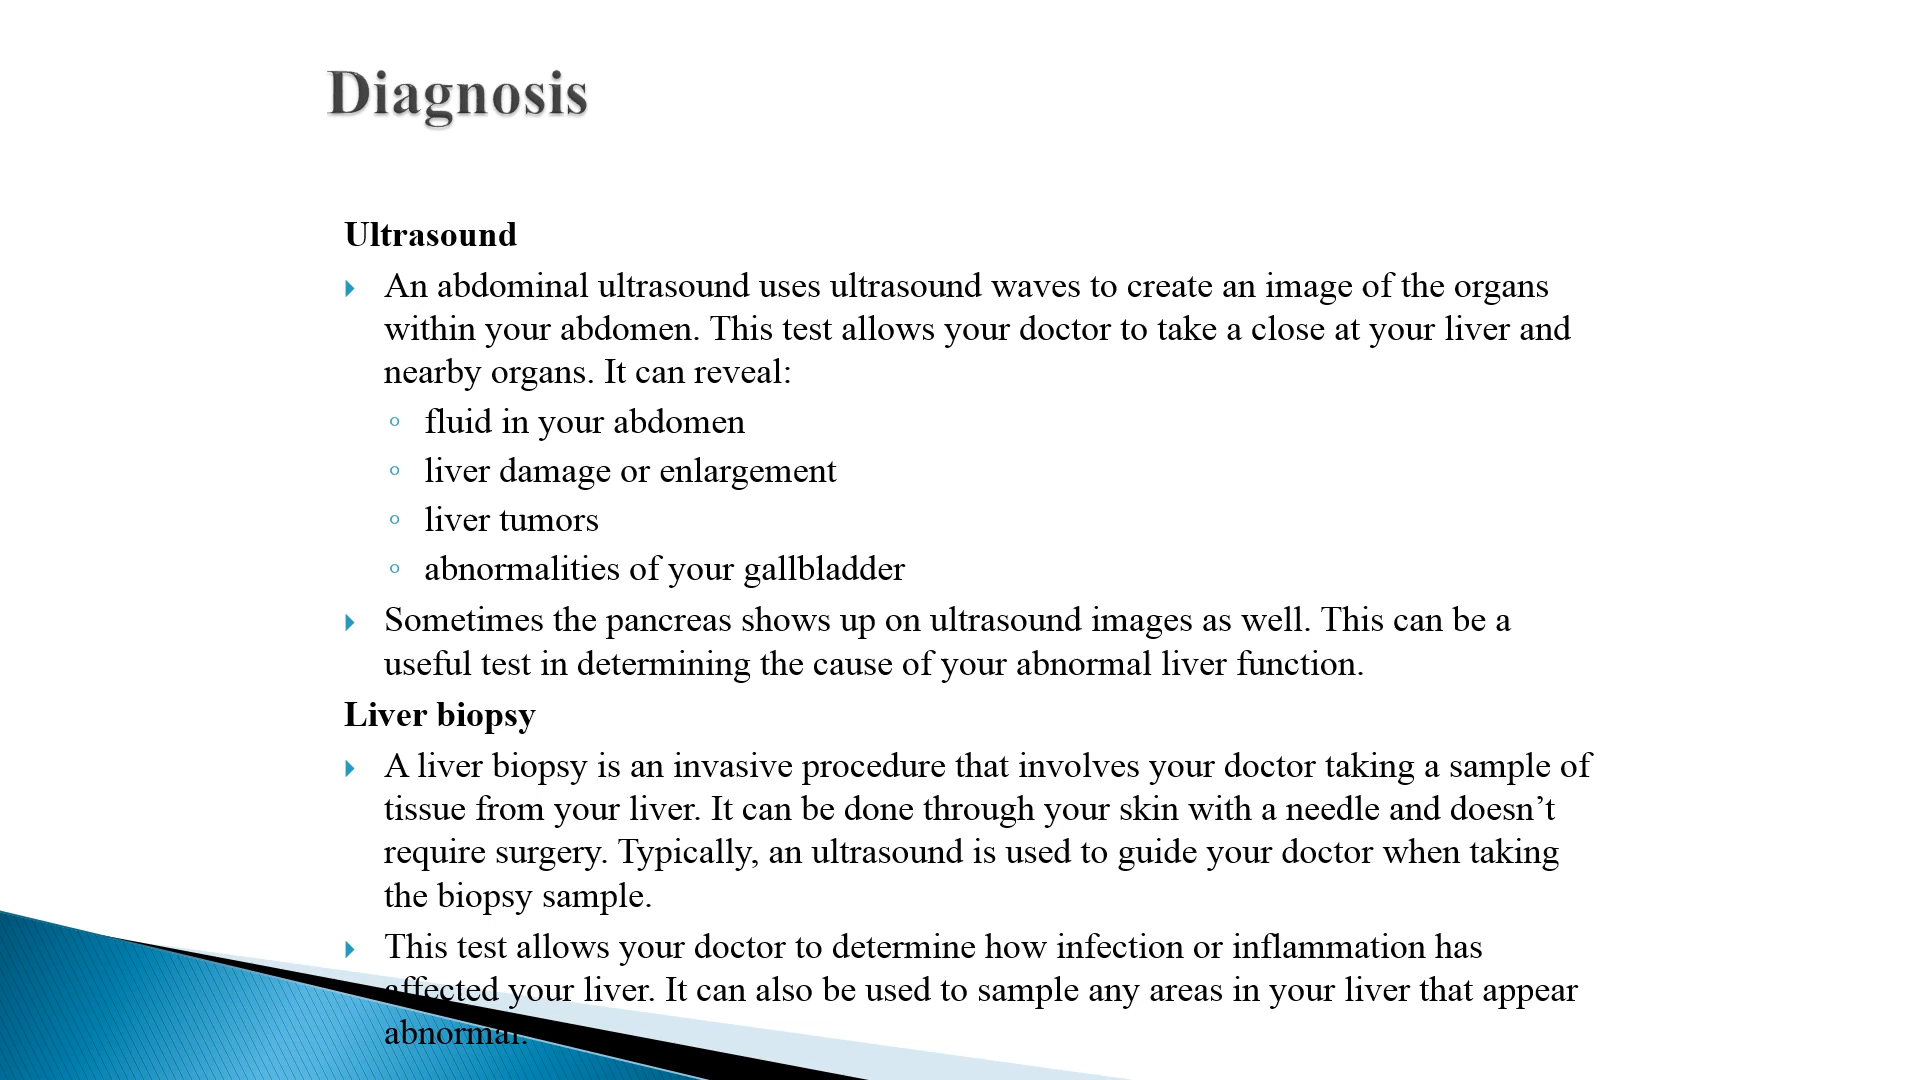 Diagnosis
Ultrasound
An abdominal ultrasound uses ultrasound waves to create an image of the organs
within your abdomen. This test allows your doctor to take a close at your liver and
nearby organs. It can reveal:
fluid in your abdomen
liver damage or enlargement
liver tumors
abnormalities of your gallbladder
Sometimes the pancreas shows up on ultrasound images as well. This can be a
useful test in determining the cause of your abnormal liver function.
Liver biopsy
A liver biopsy is an invasive procedure that involves your doctor taking a sample of
tissue from your liver. It can be done through your skin with a needle and doesn’t
require surgery. Typically, an ultrasound is used to guide your doctor when taking
the biopsy sample.
This test allows your doctor to determine how infection or inflammation has
affected your liver. It can also be used to sample any areas in your liver that appear
abnormal.